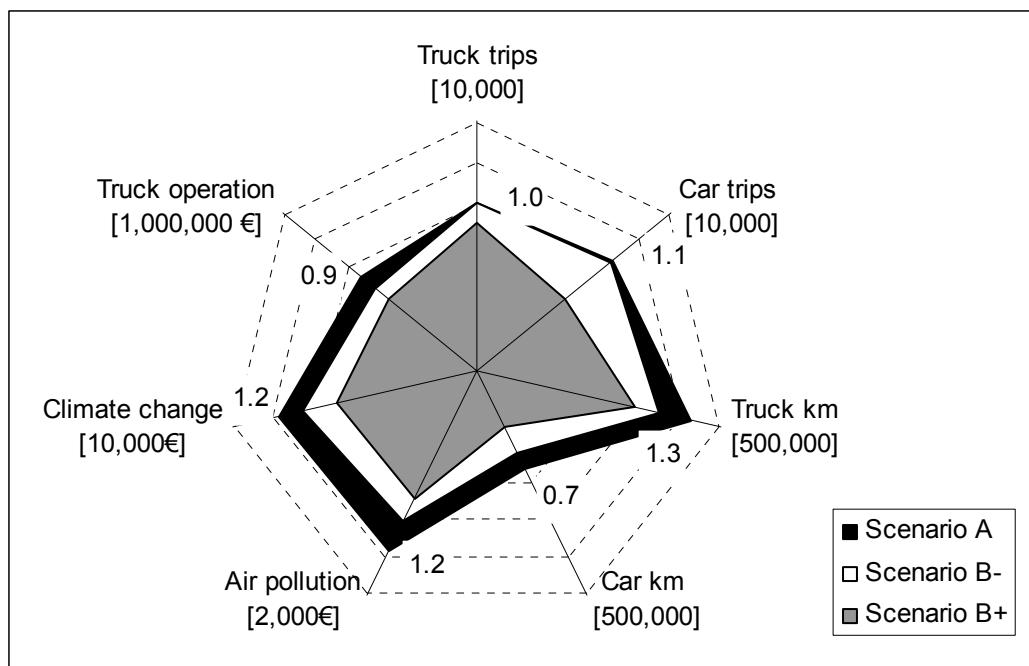 Truck trips
[10,000]
Truck operation
[1,000,000 €]
Car trips
[10,000]
1.0
1.1
0.9
Climate change
[10,000€]
1.2
Truck km
[500,000]
1.3
0.7
1.2
Air pollution
[2,000€]
Car km
[500,000]
Scenario A
Scenario B-
Scenario B+